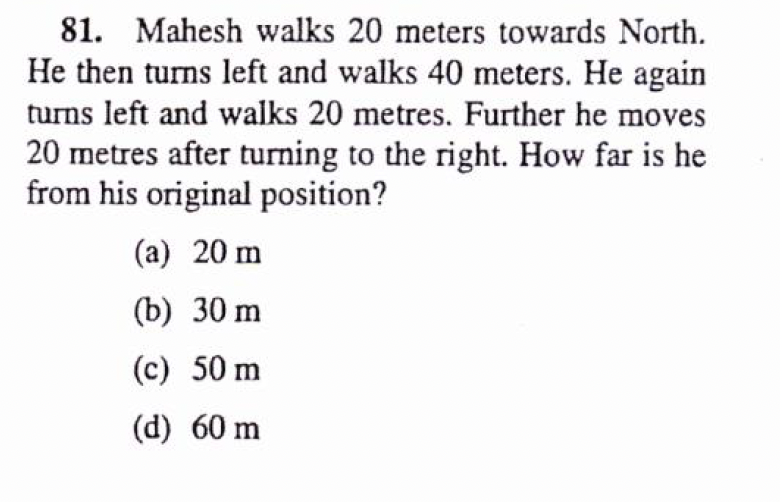 81. Mahesh walks 20 meters towards North.
He then turns left and walks 40 meters. He again
turns left and walks 20 metres. Further he moves
20 metres after turning to the right. How far is he
from his original position?
(a) 20 m
(b) 30 m
(c) 50 m
(d) 60 m